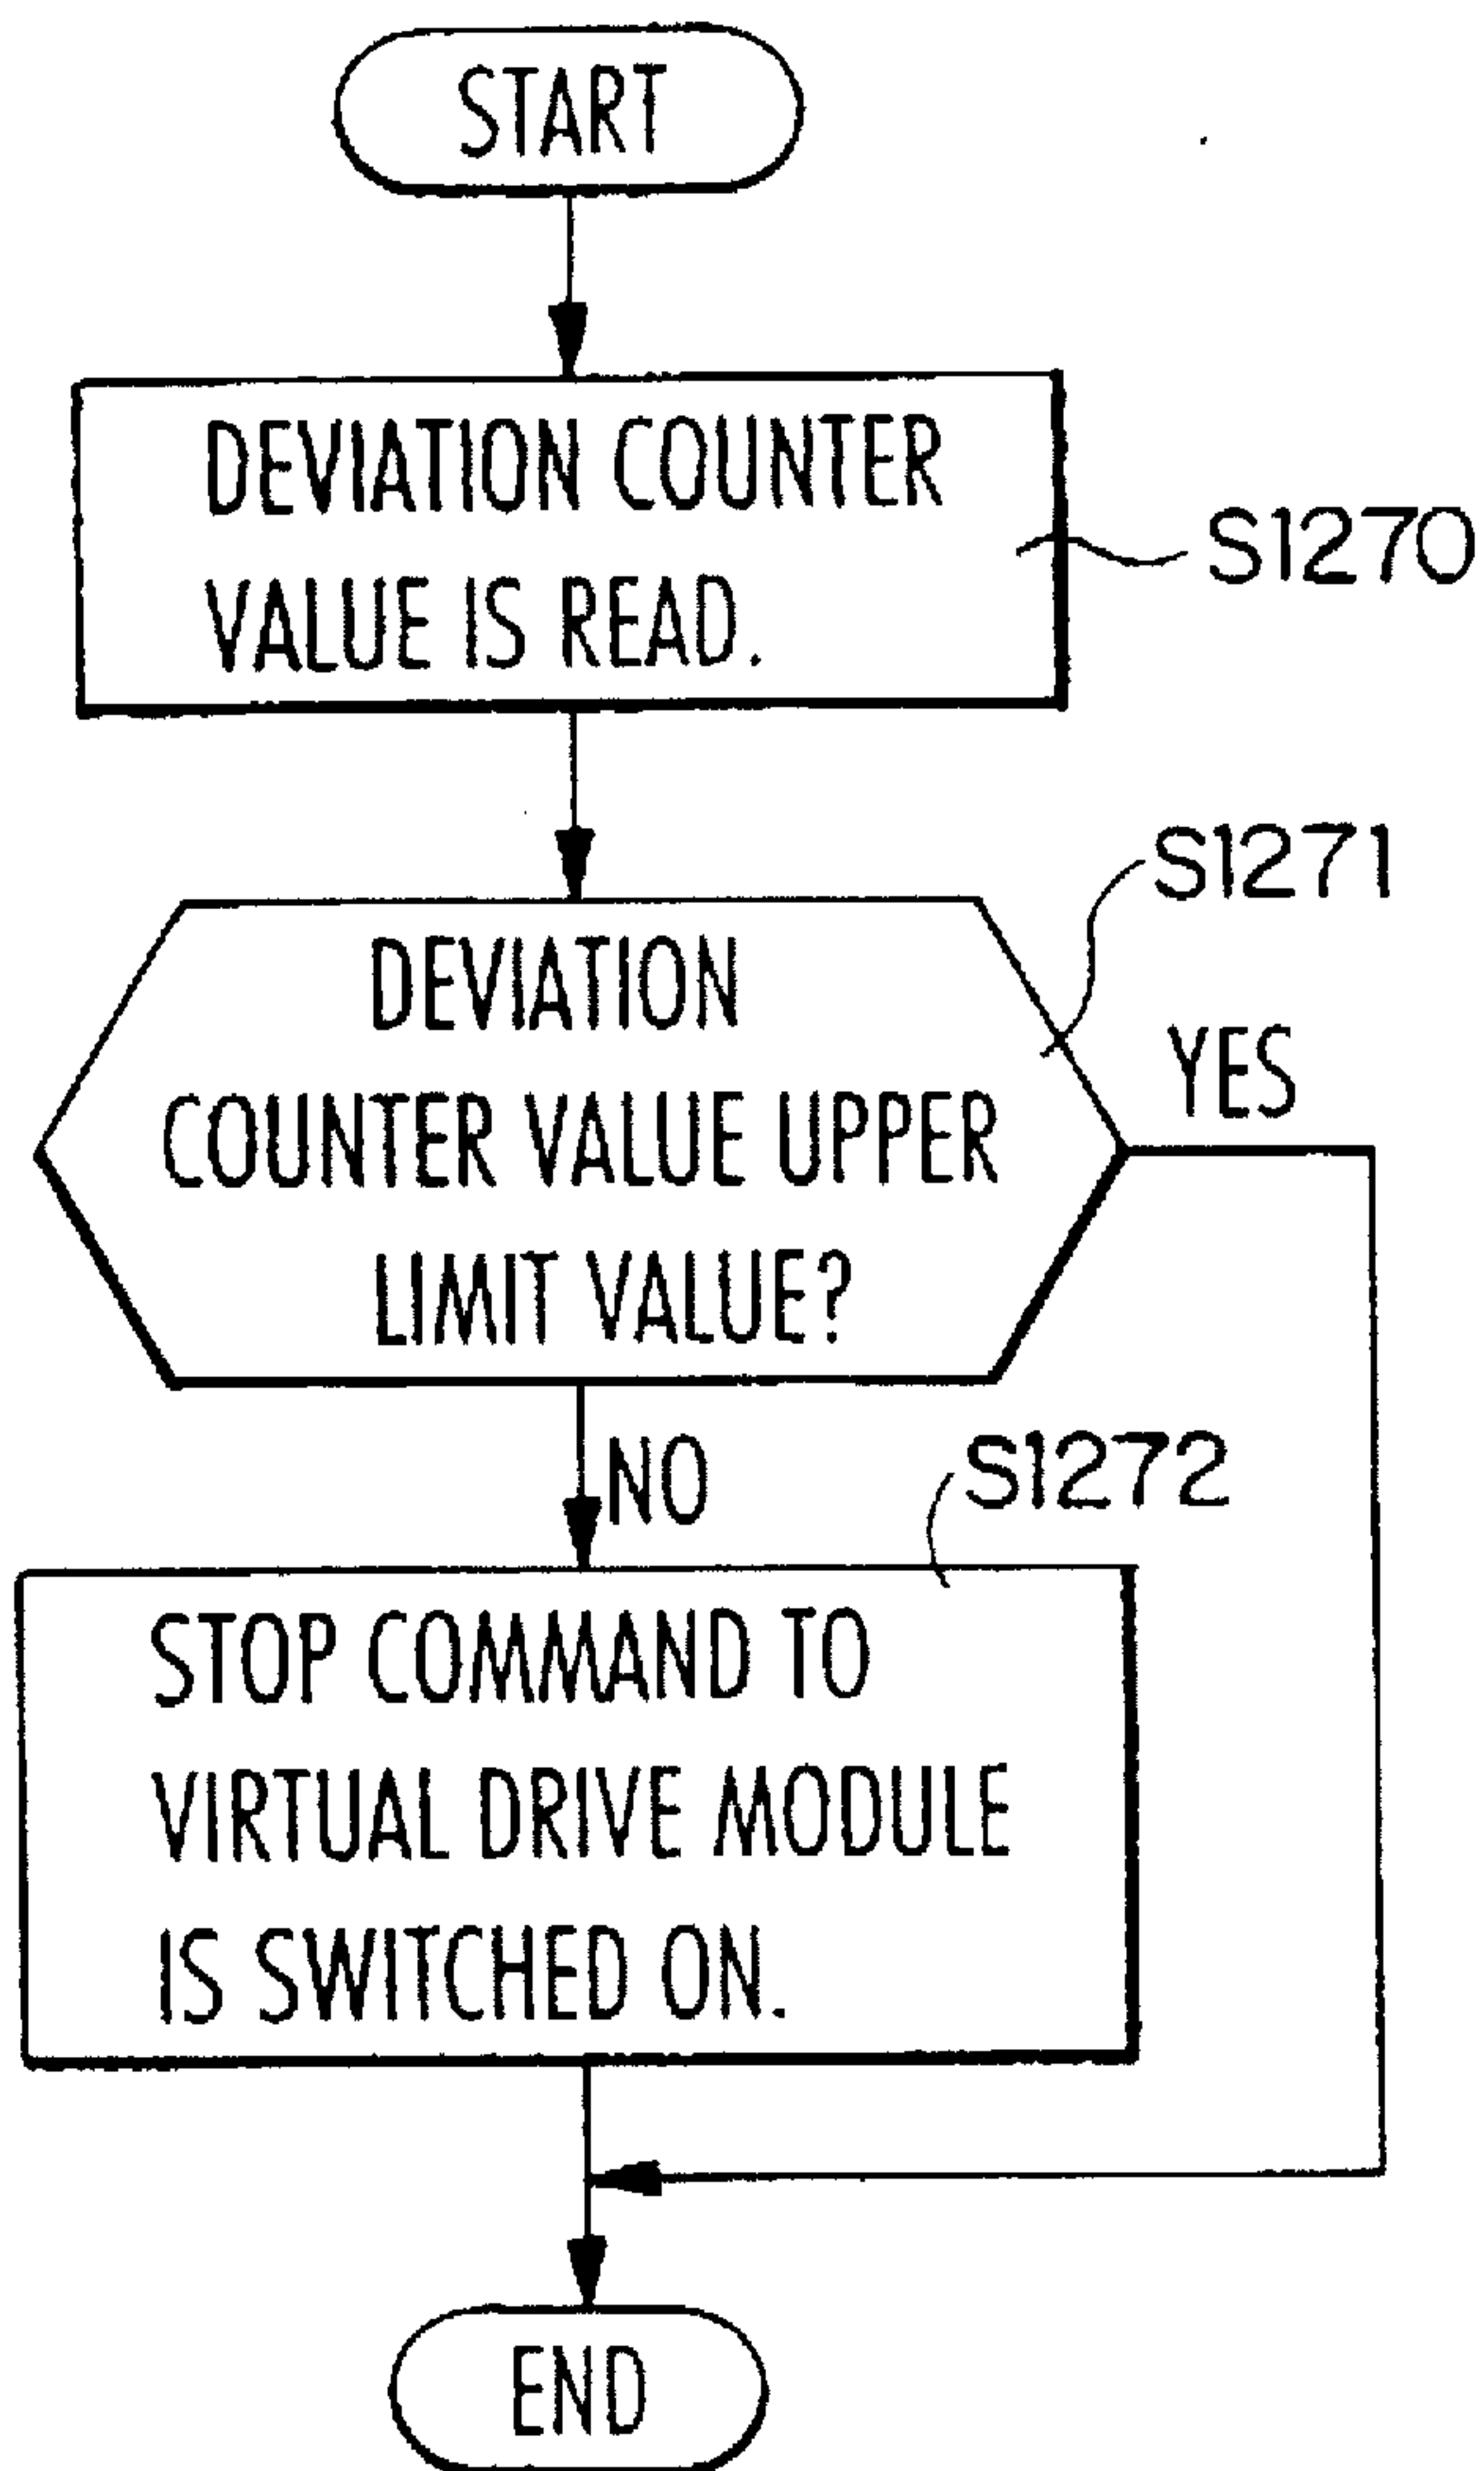 START
DEVIATION COUNTER
VALUE IS READ.
S1270
S1271
DEVIATION
COUNTER VALUE UPPER
LIMIT VALUE?
YES
NO
S1272
STOP COMMAND TO
VIRTUAL DRIVE MODULE
IS SWITCHED ON.
END